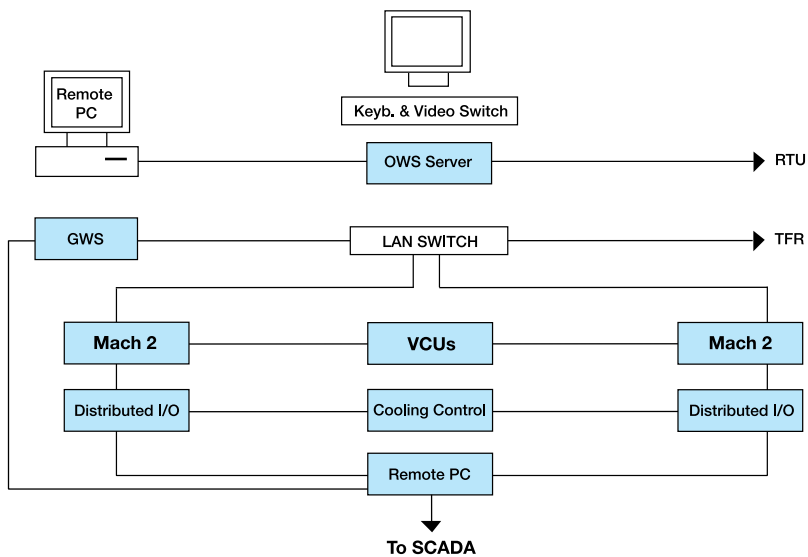 Remote
PC
Keyb. & Video Switch
OWS Server
RTU
GWS
LAN SWITCH
TFR
Mach 2
VCUs
Mach 2
Distributed I/O
Cooling Control
Distributed I/O
Remote PC
To SCADA